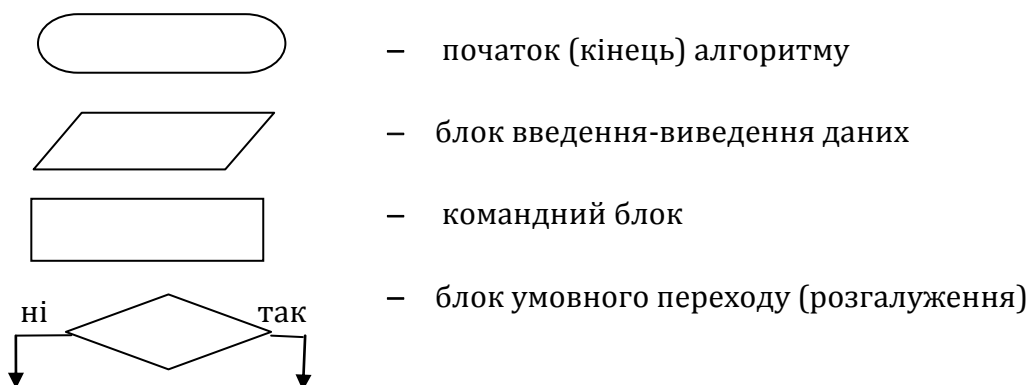 – початок (кінець) алгоритму
– блок введення-виведення даних
– командний блок
– блок умовного переходу (розгалуження)
ні так